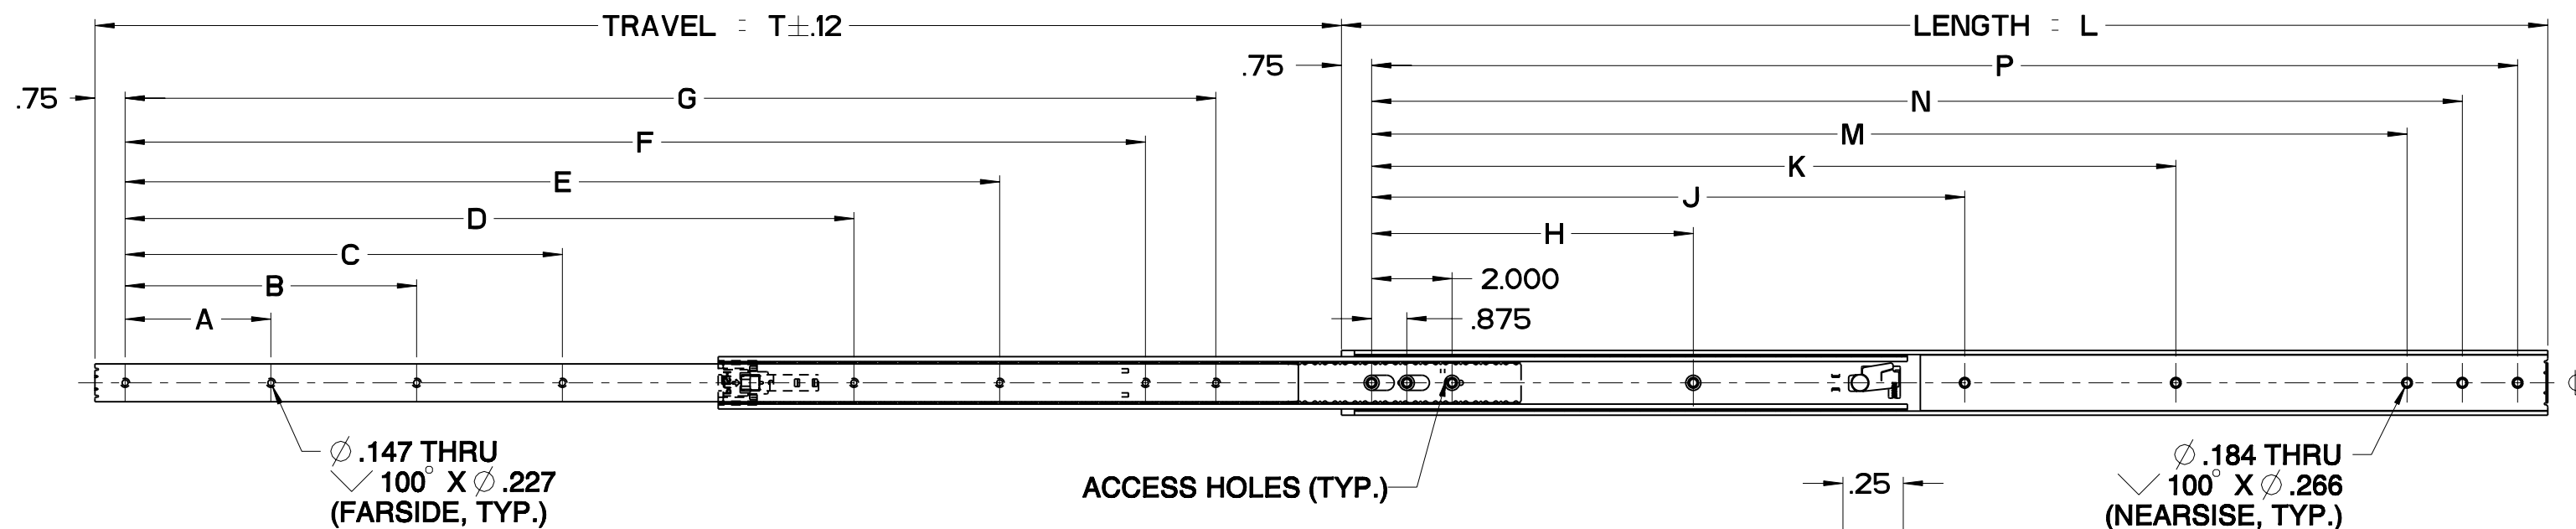 TRAVEL = T±.12
LENGTH = L
.75
P
.75
G
N
F
M
E
K
D
J
C
H
B
2.000
A
.875
∅ .147 THRU
⌵ 100° X ∅ .227
(FARSIDE, TYP.)
ACCESS HOLES (TYP.)
.25
∅ .184 THRU
⌵ 100° X ∅ .266
(NEARSISE, TYP.)